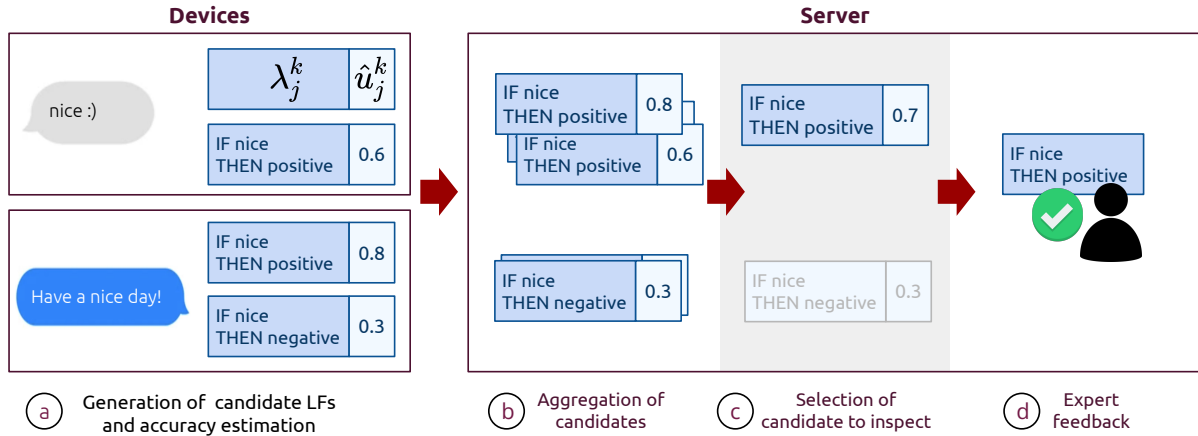 Devices
Server
nice :)
λ_j^k
û_j^k
IF nice
THEN positive
0.6
Have a nice day!
IF nice
THEN positive
0.8
IF nice
THEN negative
0.3
IF nice
THEN positive
0.8
IF nice
THEN positive
0.6
IF nice
THEN negative
0.3
IF nice
THEN positive
0.7
IF nice
THEN negative
0.3
IF nice
THEN positive
a
Generation of candidate LFs
and accuracy estimation
b
Aggregation of
candidates
c
Selection of
candidate to inspect
d
Expert
feedback